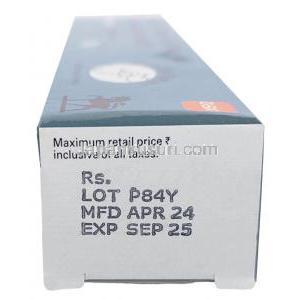 Maximum retail price ₹
inclusive of all taxes.
Rs.
LOT P84Y
MFD APR 24
EXP SEP 25